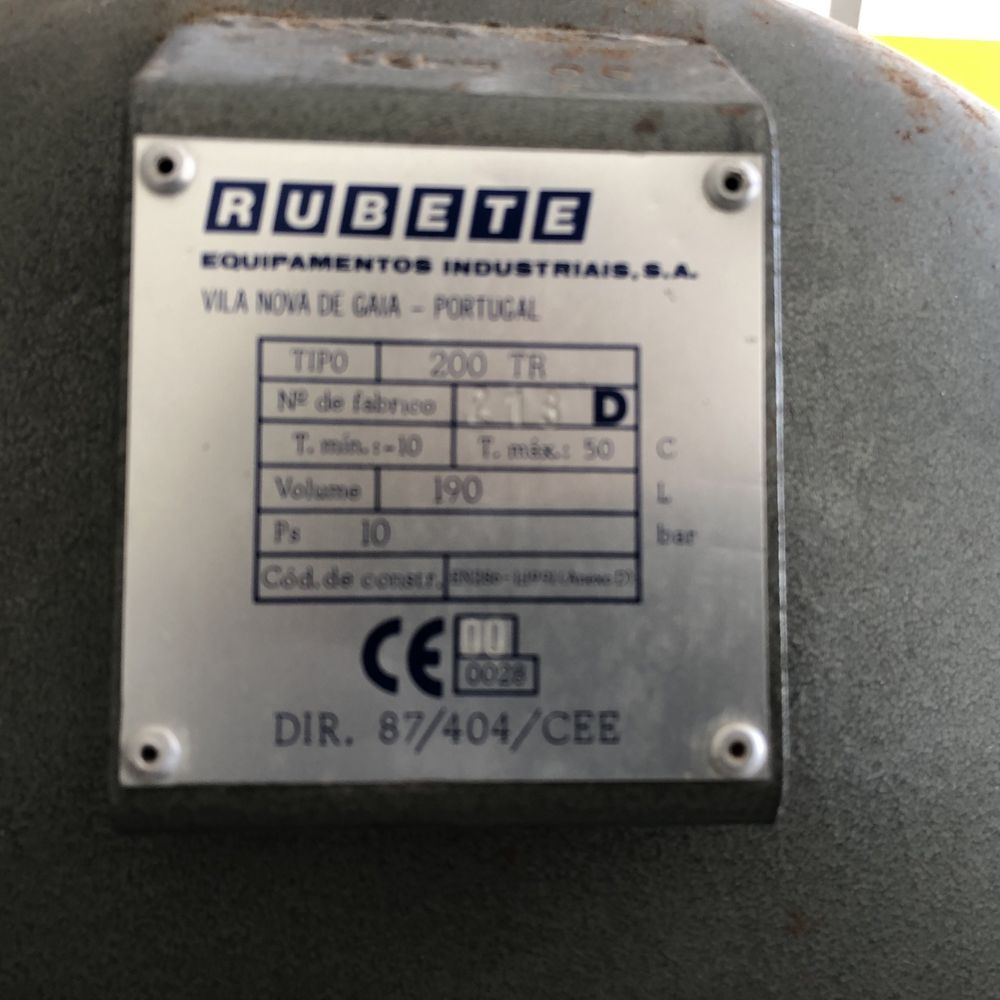 RUBETE
EQUIPAMENTOS INDUSTRIAIS, S.A.
VILA NOVA DE GAIA - PORTUGAL
TIPO 200 TR
Nº de fabrico D
T. mín.: -10 T. máx.: 50 C
Volume 190 L
Ps 10 bar
Cód. de constr.
CE 00
0028
DIR. 87/404/CEE